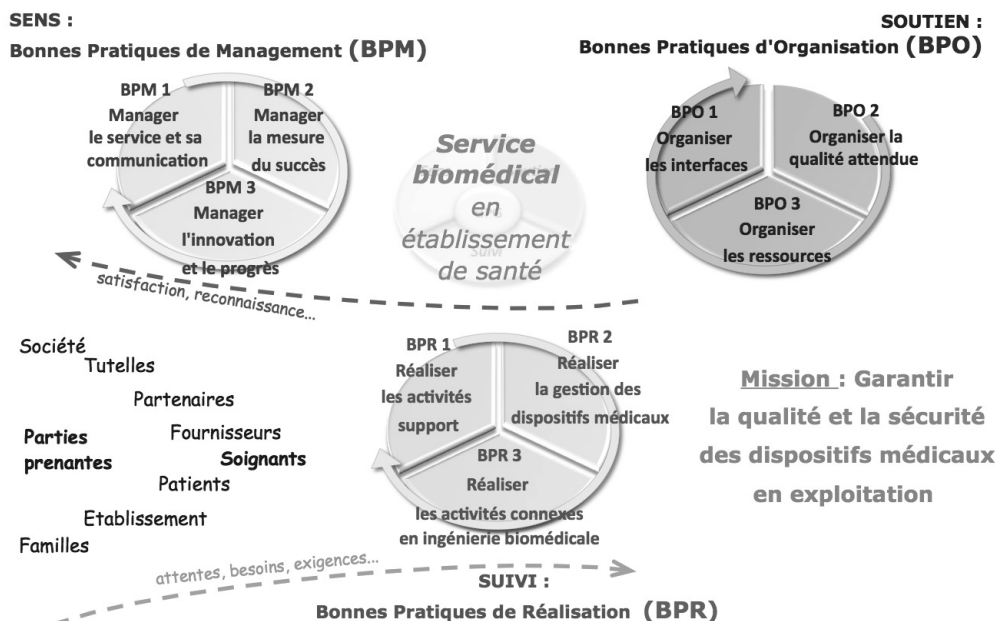 SENS :
Bonnes Pratiques de Management (BPM)
BPM 1
Manager
le service et sa
communication
BPM 2
Manager
la mesure
du succès
BPM 3
Manager
l'innovation
et le progrès
SOUTIEN :
Bonnes Pratiques d'Organisation (BPO)
BPO 1
Organiser
les interfaces
BPO 2
Organiser la
qualité attendue
BPO 3
Organiser
les ressources
Service
biomédical
en
établissement
de santé
Suivi
satisfaction, reconnaissance...
Société
Tutelles
Partenaires
Parties
prenantes
Fournisseurs
Soignants
Patients
Etablissement
Familles
attentes, besoins, exigences...
BPR 1
Réaliser
les activités
support
BPR 2
Réaliser
la gestion des
dispositifs médicaux
BPR 3
Réaliser
les activités connexes
en ingénierie biomédicale
SUIVI :
Bonnes Pratiques de Réalisation (BPR)
Mission : Garantir
la qualité et la sécurité
des dispositifs médicaux
en exploitation